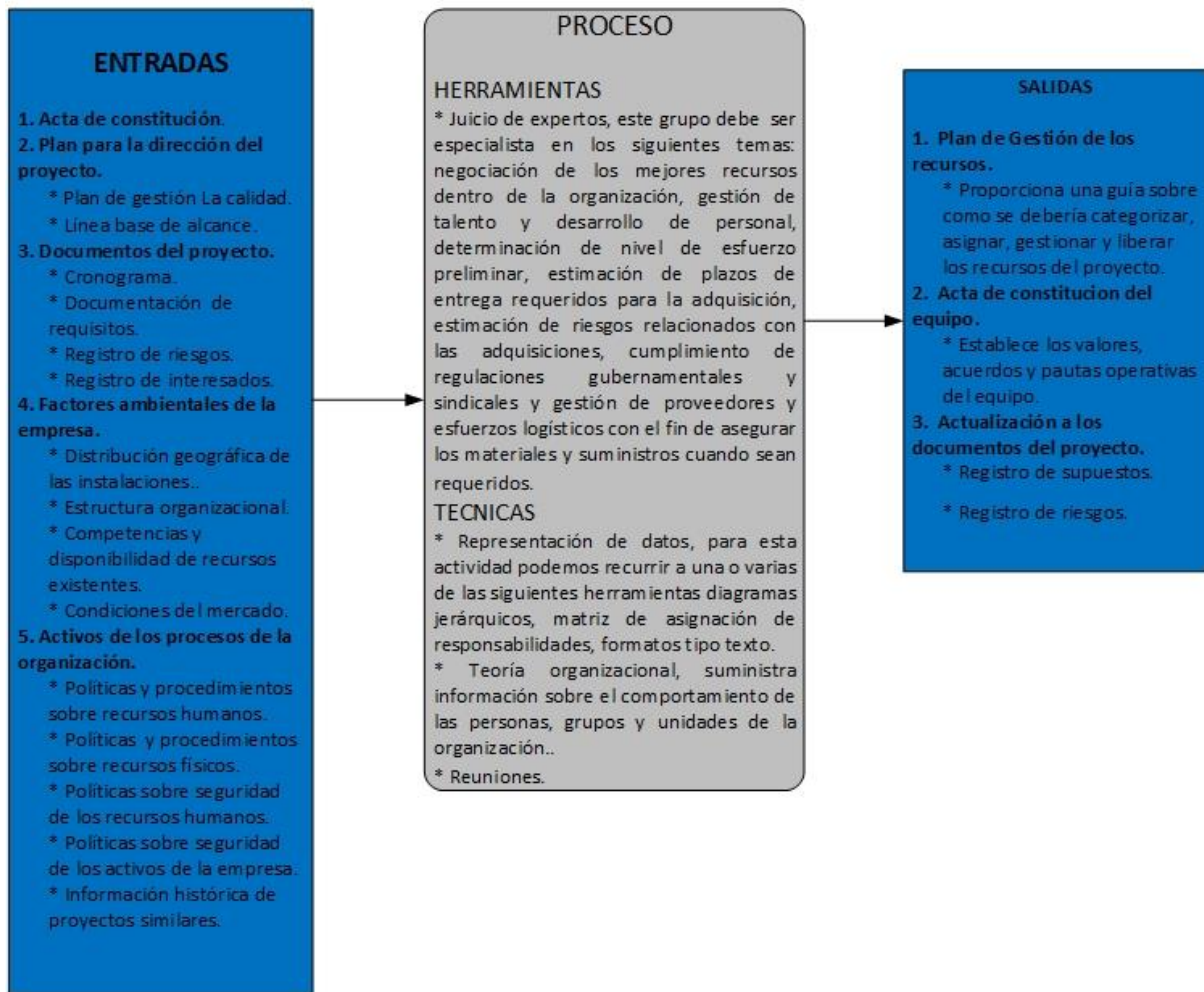 ENTRADAS
1. Acta de constitución.
2. Plan para la dirección del
proyecto.
* Plan de gestión La calidad.
* Línea base de alcance.
3. Documentos del proyecto.
* Cronograma.
* Documentación de
requisitos.
* Registro de riesgos.
* Registro de interesados.
4. Factores ambientales de la
empresa.
* Distribución geográfica de
las instalaciones..
* Estructura organizacional.
* Competencias y
disponibilidad de recursos
existentes.
* Condiciones del mercado.
5. Activos de los procesos de la
organización.
* Políticas y procedimientos
sobre recursos humanos.
* Políticas y procedimientos
sobre recursos físicos.
* Políticas sobre seguridad
de los recursos humanos.
* Políticas sobre seguridad
de los activos de la empresa.
* Información histórica de
proyectos similares.
PROCESO
HERRAMIENTAS
* Juicio de expertos, este grupo debe ser
especialista en los siguientes temas:
negociación de los mejores recursos
dentro de la organización, gestión de
talento y desarrollo de personal,
determinación de nivel de esfuerzo
preliminar, estimación de plazos de
entrega requeridos para la adquisición,
estimación de riesgos relacionados con
las adquisiciones, cumplimiento de
regulaciones gubernamentales y
sindicales y gestión de proveedores y
esfuerzos logísticos con el fin de asegurar
los materiales y suministros cuando sean
requeridos.
TECNICAS
* Representación de datos, para esta
actividad podemos recurrir a una o varias
de las siguientes herramientas diagramas
jerárquicos, matriz de asignación de
responsabilidades, formatos tipo texto.
* Teoría organizacional, suministra
información sobre el comportamiento de
las personas, grupos y unidades de la
organización..
* Reuniones.
SALIDAS
1. Plan de Gestión de los
recursos.
* Proporciona una guía sobre
como se debería categorizar,
asignar, gestionar y liberar
los recursos del proyecto.
2. Acta de constitucion del
equipo.
* Establece los valores,
acuerdos y pautas operativas
del equipo.
3. Actualización a los
documentos del proyecto.
* Registro de supuestos.
* Registro de riesgos.